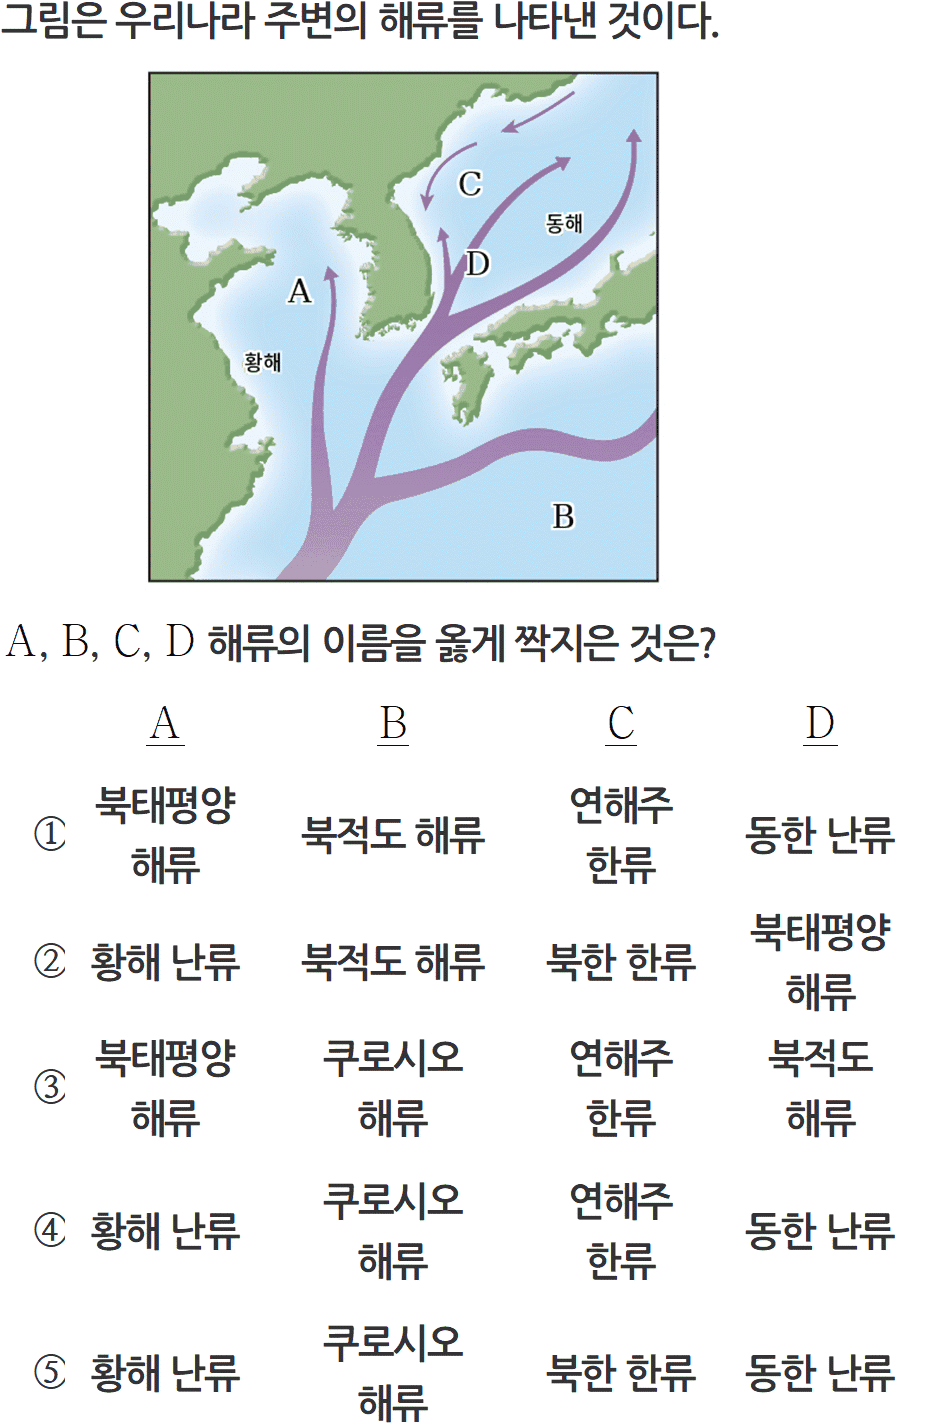 그림은 우리나라 주변의 해류를 나타낸 것이다.
C
동해
D
A
황해
B
A, B, C, D 해류의 이름을 옳게 짝지은 것은?
A B C D
① 북태평양 해류 북적도 해류 연해주 한류 동한 난류
② 황해 난류 북적도 해류 북한 한류 북태평양 해류
③ 북태평양 해류 쿠로시오 해류 연해주 한류 북적도 해류
④ 황해 난류 쿠로시오 해류 연해주 한류 동한 난류
⑤ 황해 난류 쿠로시오 해류 북한 한류 동한 난류